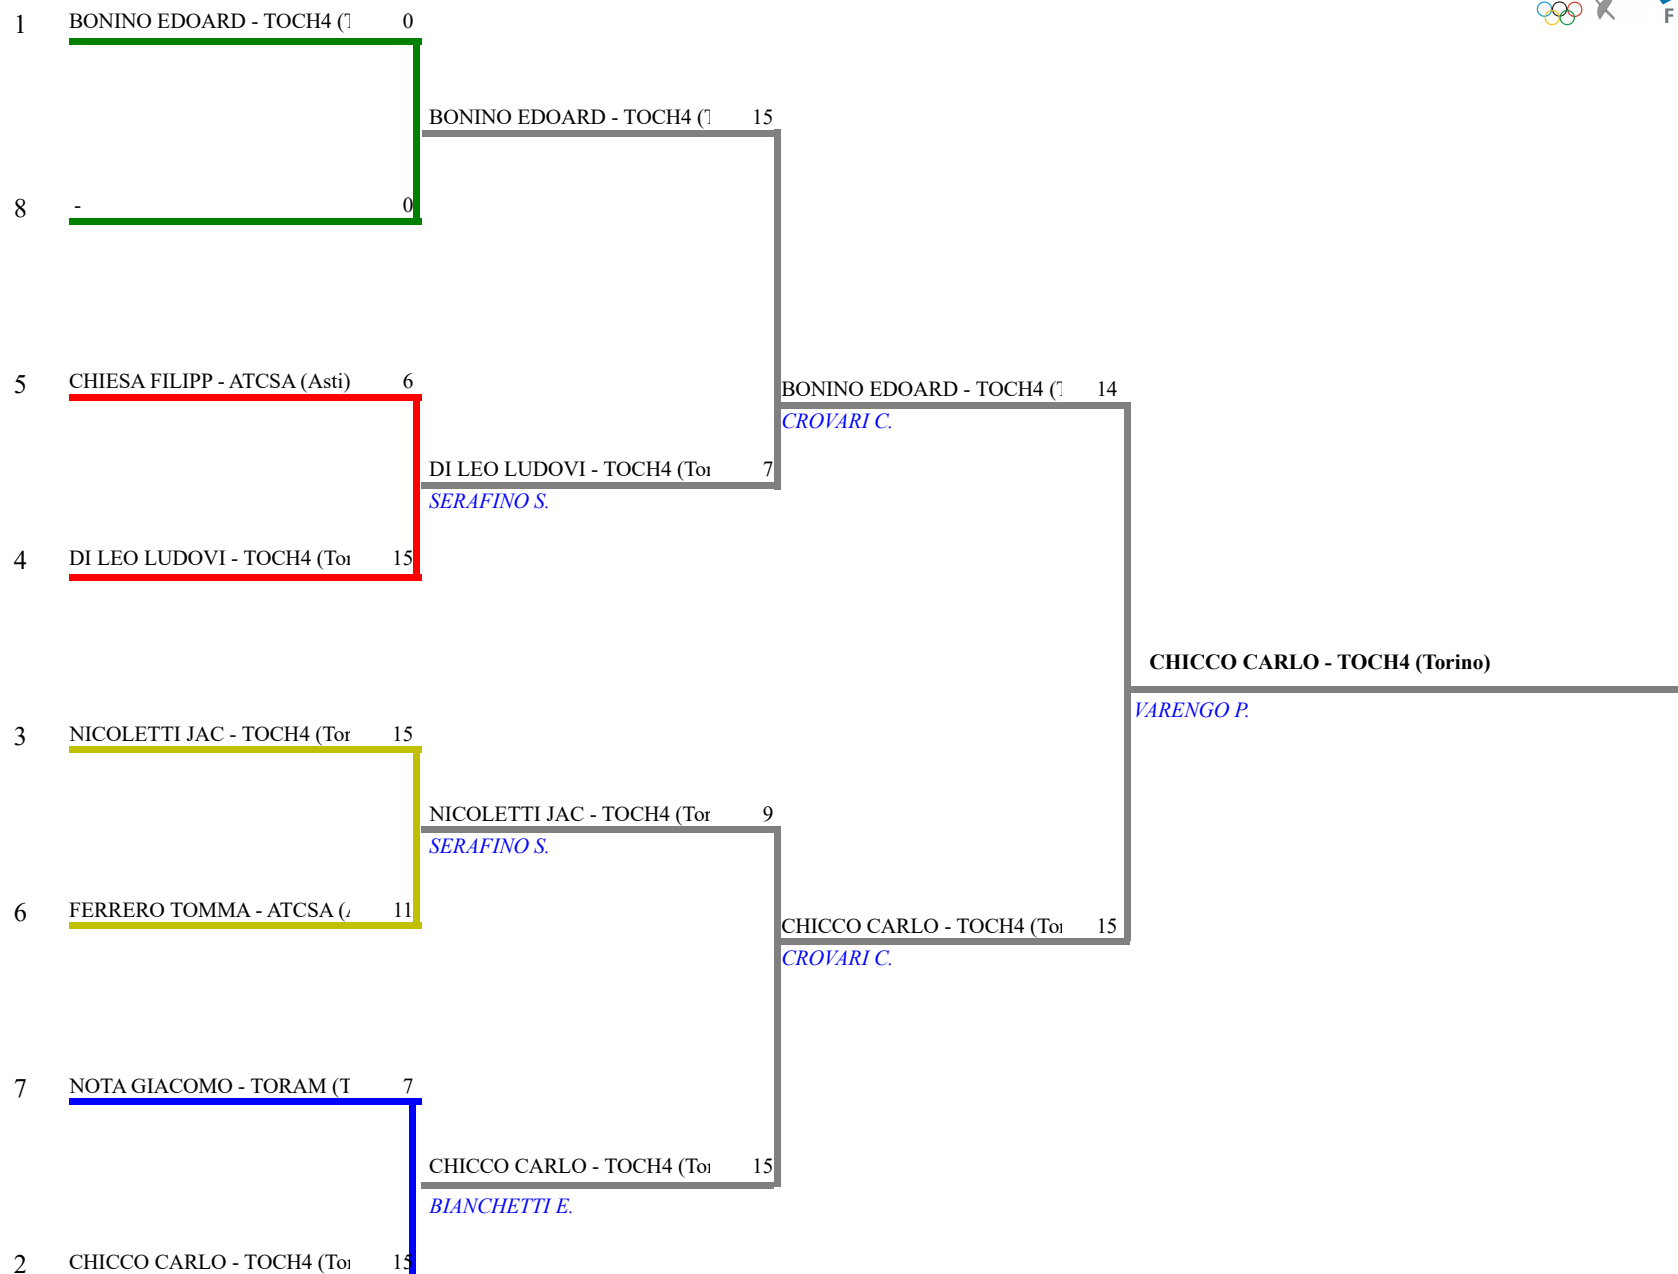 1 BONINO EDOARD - TOCH4 (T 0
BONINO EDOARD - TOCH4 (T 15
8 - 0
5 CHIESA FILIPP - ATCSA (Asti) 6
BONINO EDOARD - TOCH4 (T 14
CROVARI C.
DI LEO LUDOVI - TOCH4 (Tor 7
SERAFINO S.
4 DI LEO LUDOVI - TOCH4 (Tor 15
CHICCO CARLO - TOCH4 (Torino)
VARENGO P.
3 NICOLETTI JAC - TOCH4 (Tor 15
NICOLETTI JAC - TOCH4 (Tor 9
SERAFINO S.
6 FERRERO TOMMA - ATCSA ( 11
CHICCO CARLO - TOCH4 (Tor 15
CROVARI C.
7 NOTA GIACOMO - TORAM (T 7
CHICCO CARLO - TOCH4 (Tor 15
BIANCHETTI E.
2 CHICCO CARLO - TOCH4 (Tor 15
F